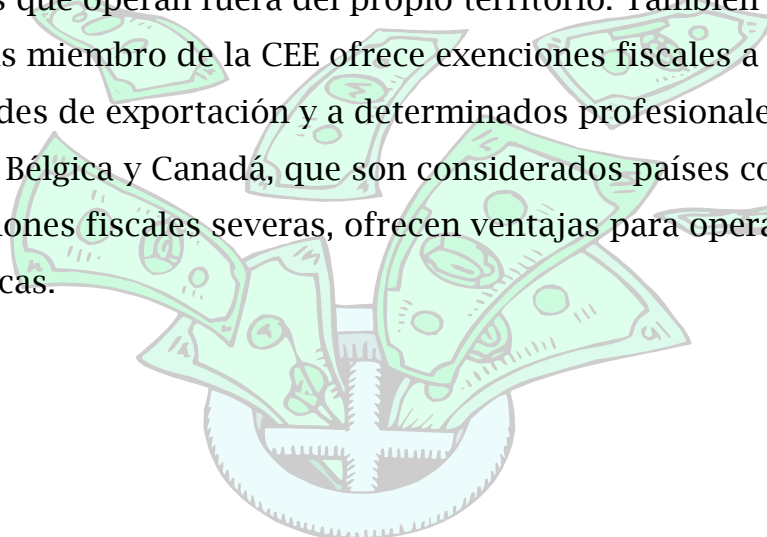 s que operan fuera del propio territorio. También
s miembro de la CEE ofrece exenciones fiscales a
des de exportación y a determinados profesionale
Bélgica y Canadá, que son considerados países co
iones fiscales severas, ofrecen ventajas para opera
cas.